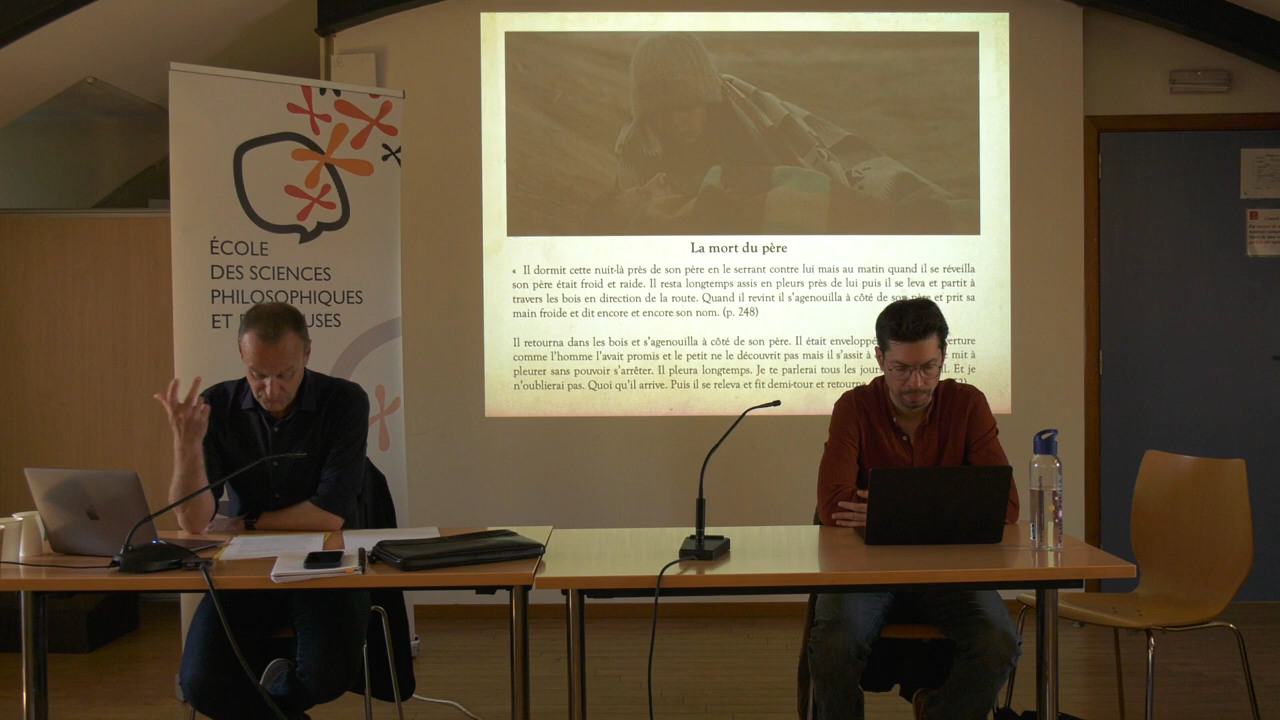 ÉCOLE
DES SCIENCES
PHILOSOPHIQUES
ET USES
La mort du père
« Il dormit cette nuit-là près de son père en le serrant contre lui mais au matin quand il se réveilla
son père était froid et raide. Il resta longtemps assis en pleurs près de lui puis il se leva et partit à
travers les bois en direction de la route. Quand il revint il s'agenouilla à côté de son père et prit sa
main froide et dit encore et encore son nom. (p. 248)
Il retourna dans les bois et s'agenouilla à côté de son père. Il était enveloppé erture
comme l'homme l'avait promis et le petit ne le découvrit pas mais il s'assit à mit à
pleurer sans pouvoir s'arrêter. Il pleura longtemps. Je te parlerai tous les jours Et je
n'oublierai pas. Quoi qu'il arrive. Puis il se releva et fit demi-tour et retourna